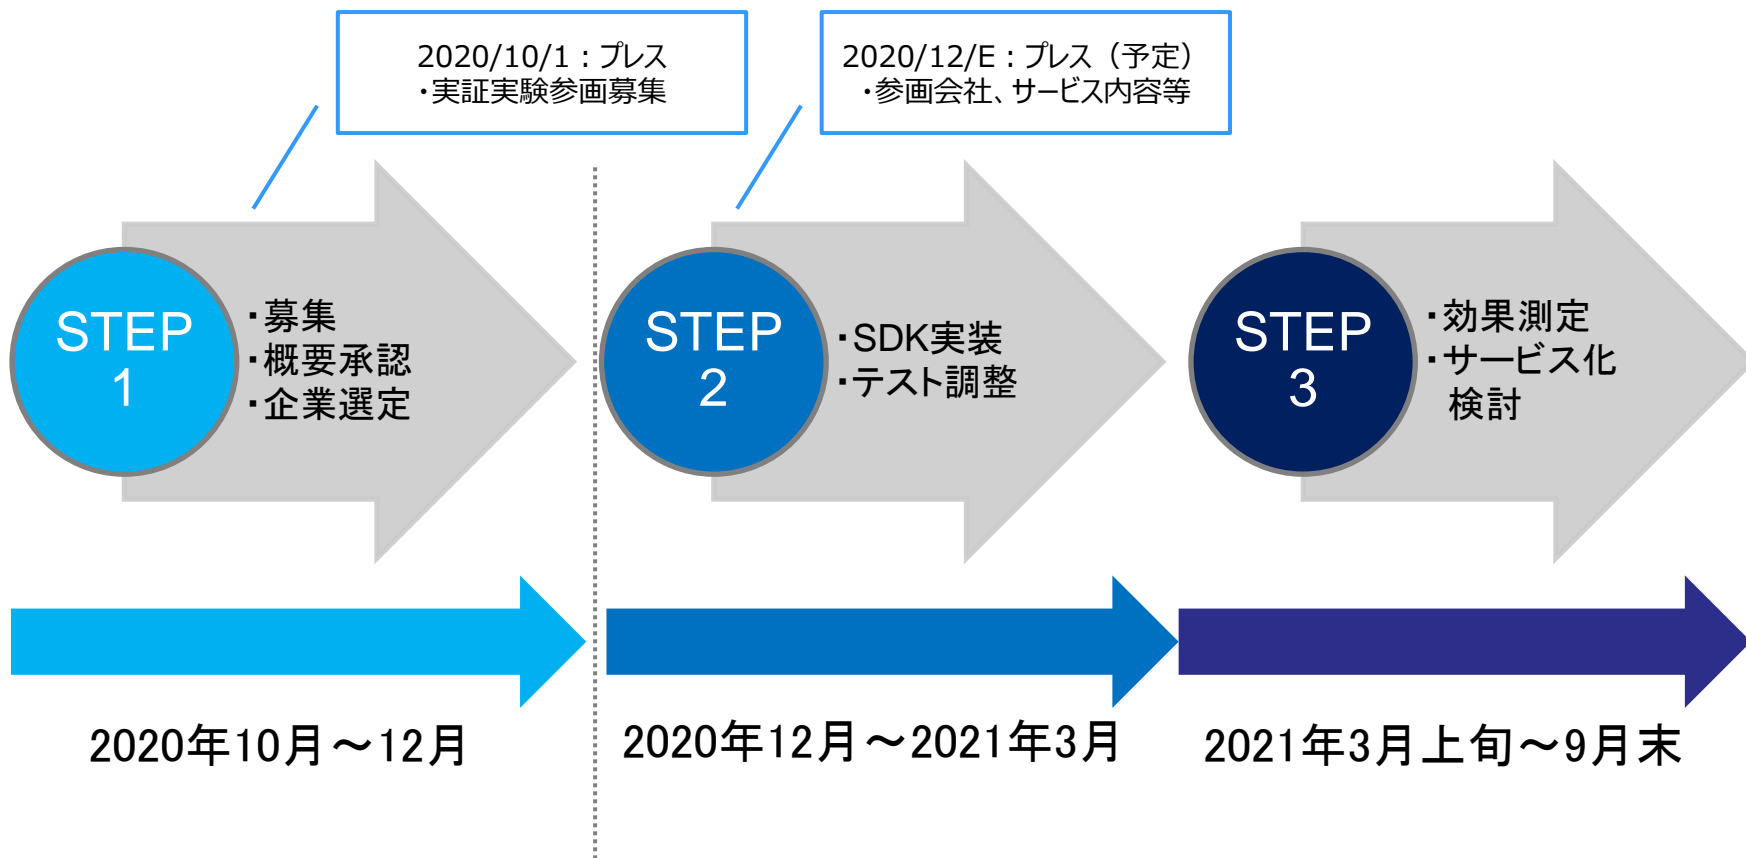 2020/10/1：プレス
・実証実験参画募集
2020/12/E：プレス（予定）
・参画会社、サービス内容等
STEP
1
・募集
・概要承認
・企業選定
STEP
2
・SDK実装
・テスト調整
STEP
3
・効果測定
・サービス化
検討
2020年10月～12月
2020年12月～2021年3月
2021年3月上旬～9月末